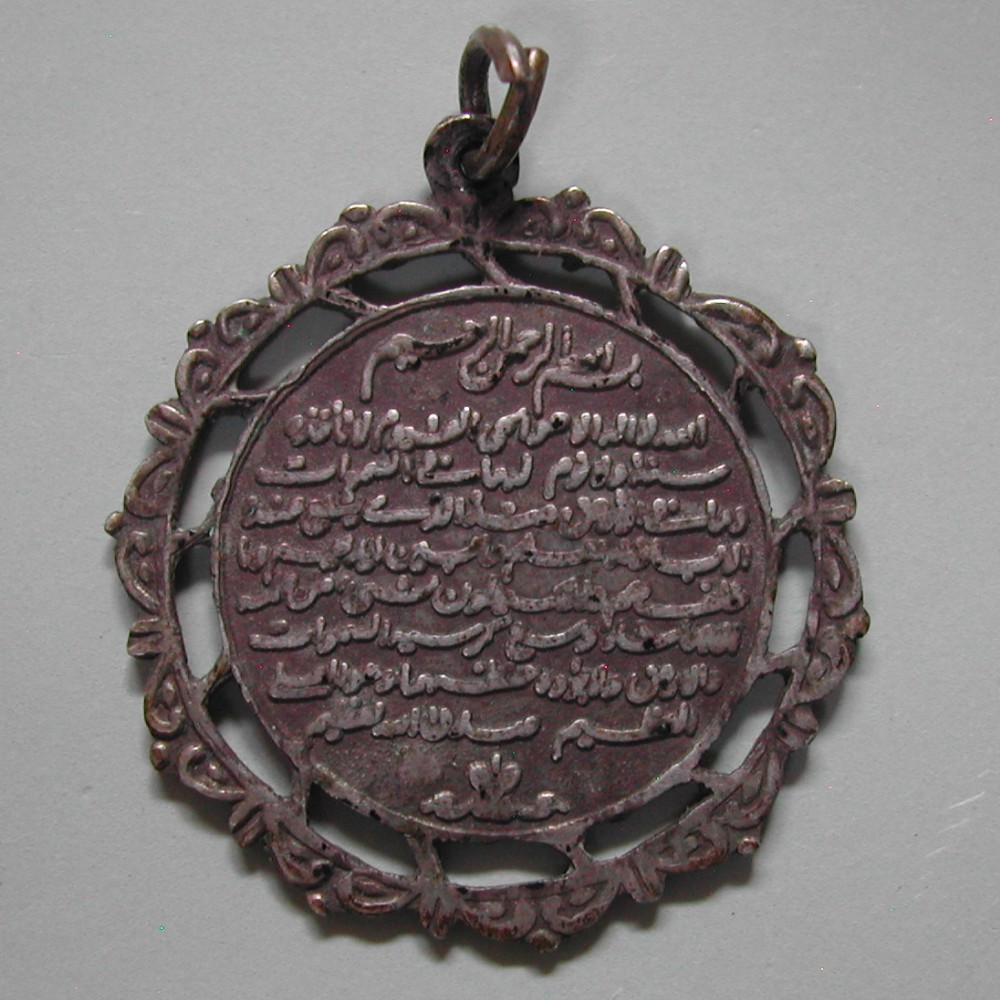 بسم الله الرحمن الرحيم
الله لا اله الا هو الحي القيوم لا تأخذه
سنة ولا نوم له ما في السموات
وما في الارض من ذا الذي يشفع عنده
الا باذنه يعلم ما بين ايديهم وما
خلفهم ولا يحيطون بشئ من علمه
الا بما شاء وسع كرسيه السموات
والارض ولا يؤده حفظهما وهو العلي
العظيم صدق الله العظيم